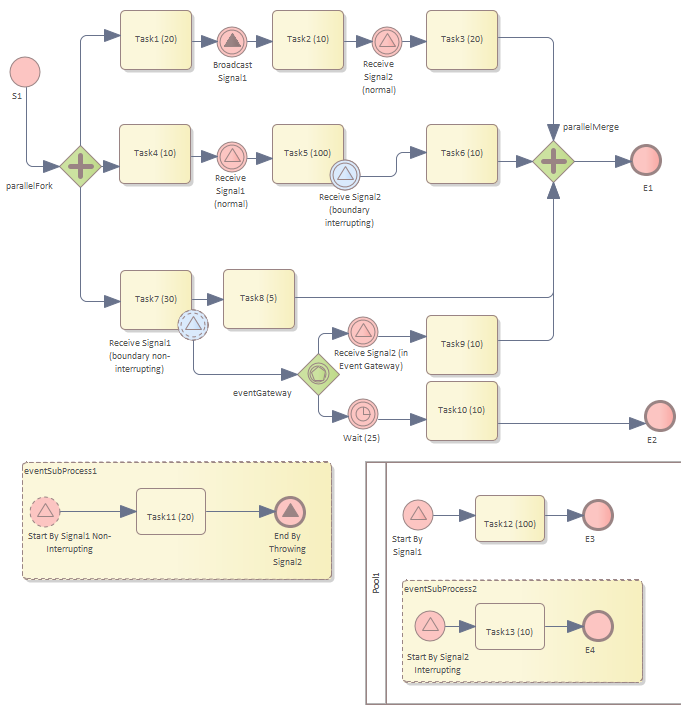 Task1 (20)
Broadcast
Signal1
Task2 (10)
Receive
Signal2
(normal)
Task3 (20)
S1
parallelFork
Task4 (10)
Receive
Signal1
(normal)
Task5 (100)
Receive Signal2
(boundary
interrupting)
Task6 (10)
parallelMerge
E1
Task7 (30)
Receive Signal1
(boundary non-
interrupting)
Task8 (5)
eventGateway
Receive Signal2 (in
Event Gateway)
Task9 (10)
Wait (25)
Task10 (10)
E2
eventSubProcess1
Start By Signal1 Non-
Interrupting
Task11 (20)
End By
Throwing
Signal2
Pool1
Start By
Signal1
Task12 (100)
E3
eventSubProcess2
Start By Signal2
Interrupting
Task13 (10)
E4